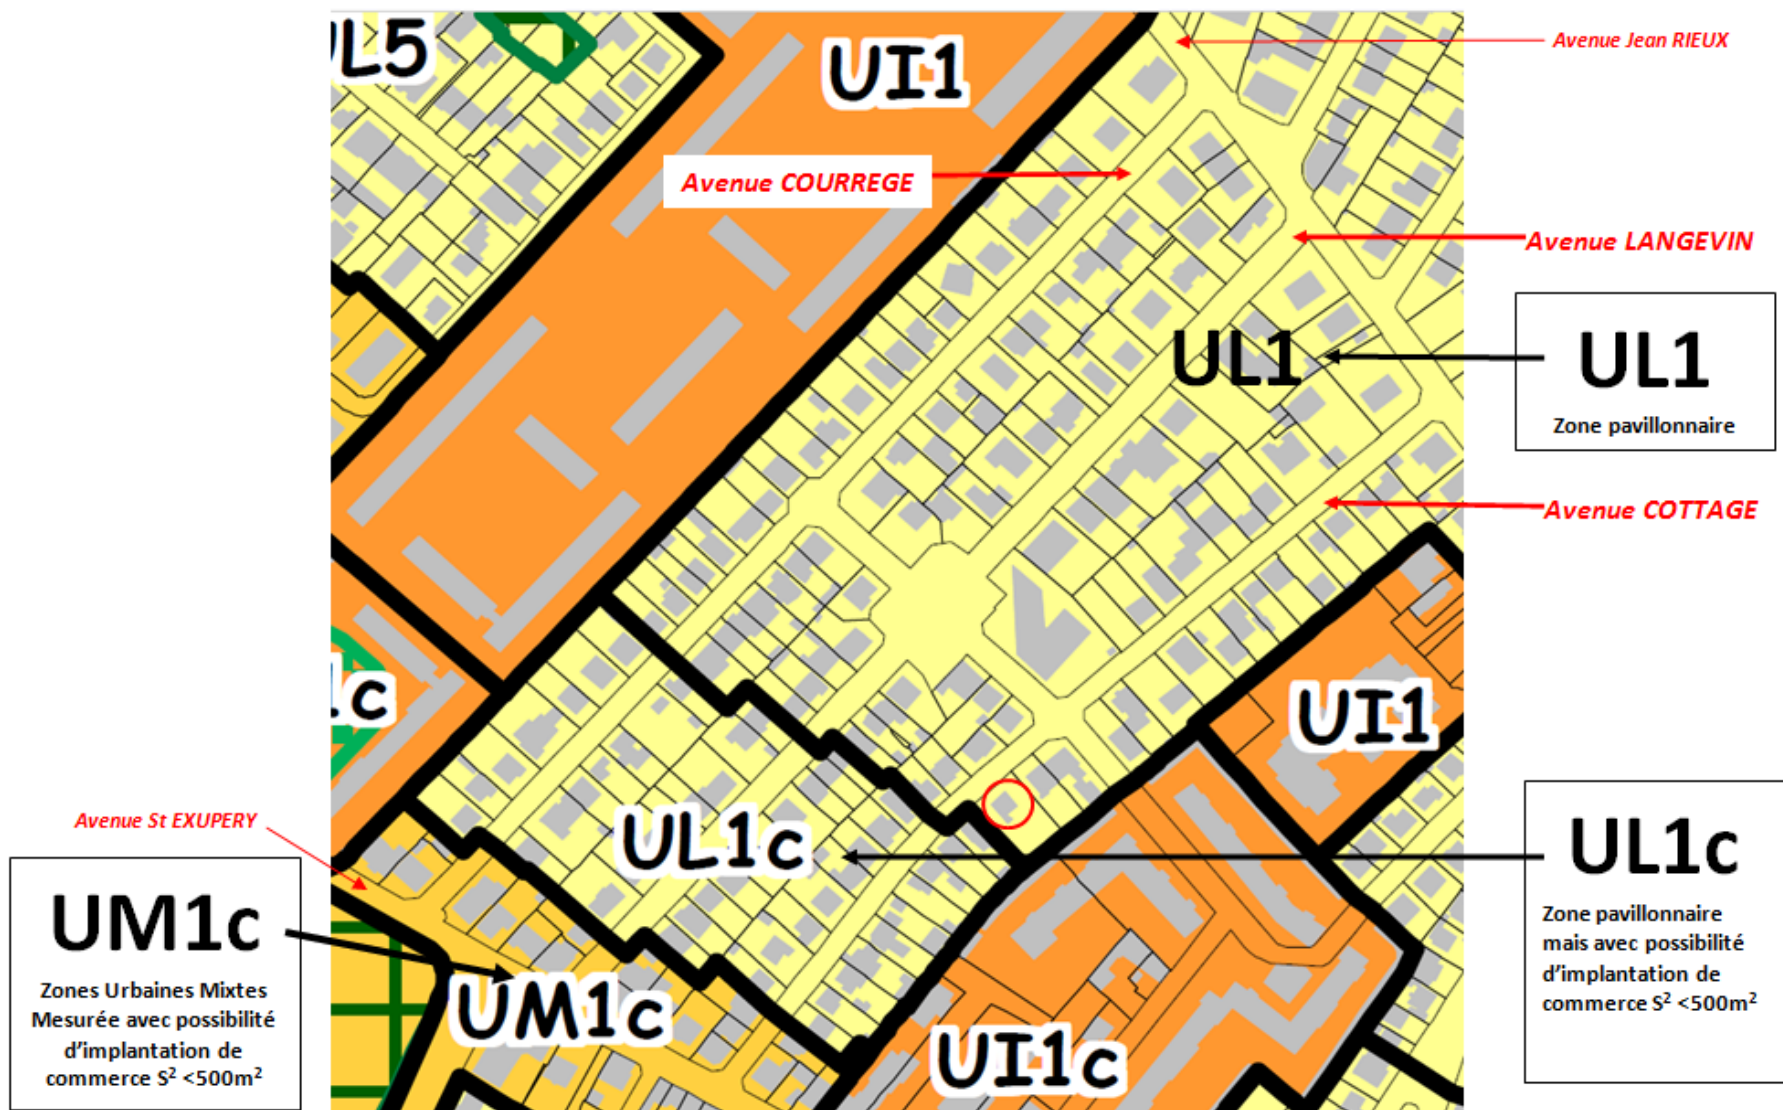 UL5
UI1
Avenue Jean RIEUX
Avenue COURREGE
Avenue LANGEVIN
UL1
UL1
Zone pavillonnaire
Avenue COTTAGE
1c
UI1
Avenue St EXUPERY
UL1c
UL1c
Zone pavillonnaire
mais avec possibilité
d'implantation de
commerce S² <500m²
UM1c
Zones Urbaines Mixtes
Mesurée avec possibilité
d'implantation de
commerce S² <500m²
UM1c
UI1c